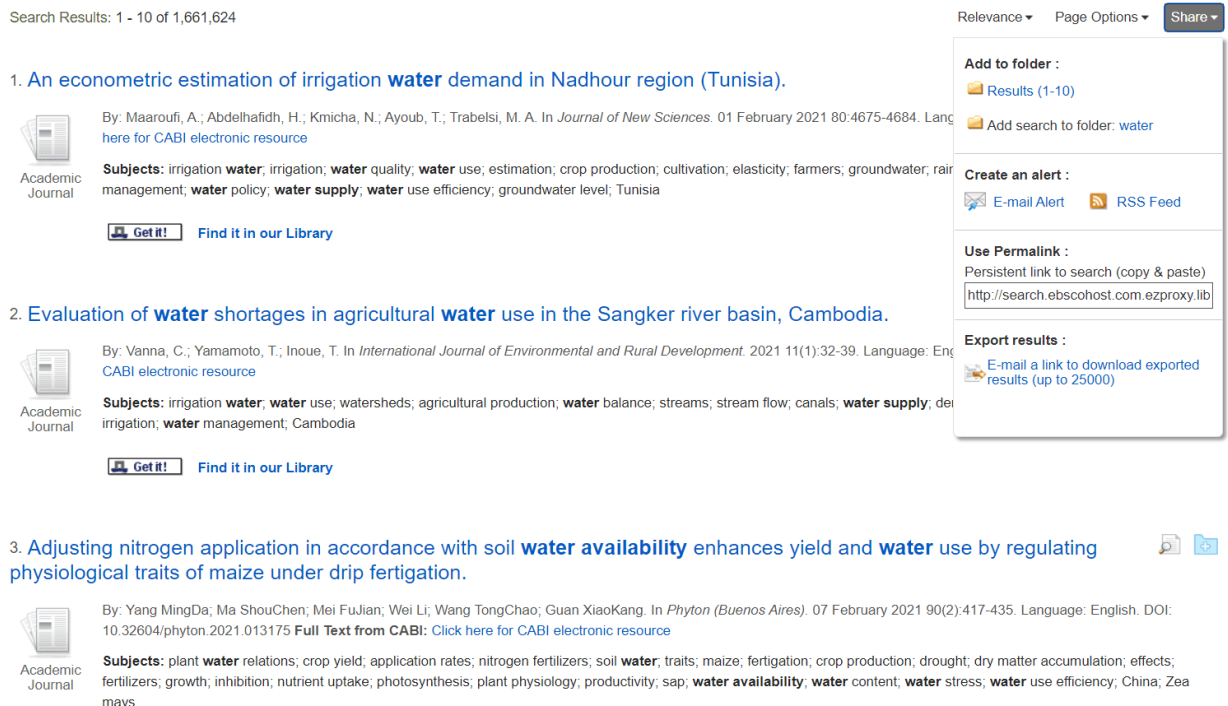 Search Results: 1 - 10 of 1,661,624
Relevance Page Options Share
1. An econometric estimation of irrigation water demand in Nadhour region (Tunisia).
Academic Journal
By: Maaroufi, A.; Abdelhafidh, H.; Kmicha, N.; Ayoub, T.; Trabelsi, M. A. In Journal of New Sciences. 01 February 2021 80:4675-4684. Lang
here for CABI electronic resource
Subjects: irrigation water; irrigation; water quality; water use; estimation; crop production; cultivation; elasticity; farmers; groundwater; rain
management; water policy; water supply; water use efficiency; groundwater level; Tunisia
Get it! Find it in our Library
2. Evaluation of water shortages in agricultural water use in the Sangker river basin, Cambodia.
Academic Journal
By: Vanna, C.; Yamamoto, T.; Inoue, T. In International Journal of Environmental and Rural Development. 2021 11(1):32-39. Language: Eng
CABI electronic resource
Subjects: irrigation water; water use; watersheds; agricultural production; water balance; streams; stream flow; canals; water supply; de
irrigation; water management; Cambodia
Get it! Find it in our Library
3. Adjusting nitrogen application in accordance with soil water availability enhances yield and water use by regulating
physiological traits of maize under drip fertigation.
Academic Journal
By: Yang MingDa; Ma ShouChen; Mei FuJian; Wei Li; Wang TongChao; Guan XiaoKang. In Phyton (Buenos Aires). 07 February 2021 90(2):417-435. Language: English. DOI:
10.32604/phyton.2021.013175 Full Text from CABI: Click here for CABI electronic resource
Subjects: plant water relations; crop yield; application rates; nitrogen fertilizers; soil water; traits; maize; fertigation; crop production; drought; dry matter accumulation; effects;
fertilizers; growth; inhibition; nutrient uptake; photosynthesis; plant physiology; productivity; sap; water availability; water content; water stress; water use efficiency; China; Zea
mays
Add to folder :
Results (1-10)
Add search to folder: water
Create an alert :
E-mail Alert RSS Feed
Use Permalink :
Persistent link to search (copy & paste)
http://search.ebscohost.com.ezproxy.lib
Export results :
E-mail a link to download exported
results (up to 25000)